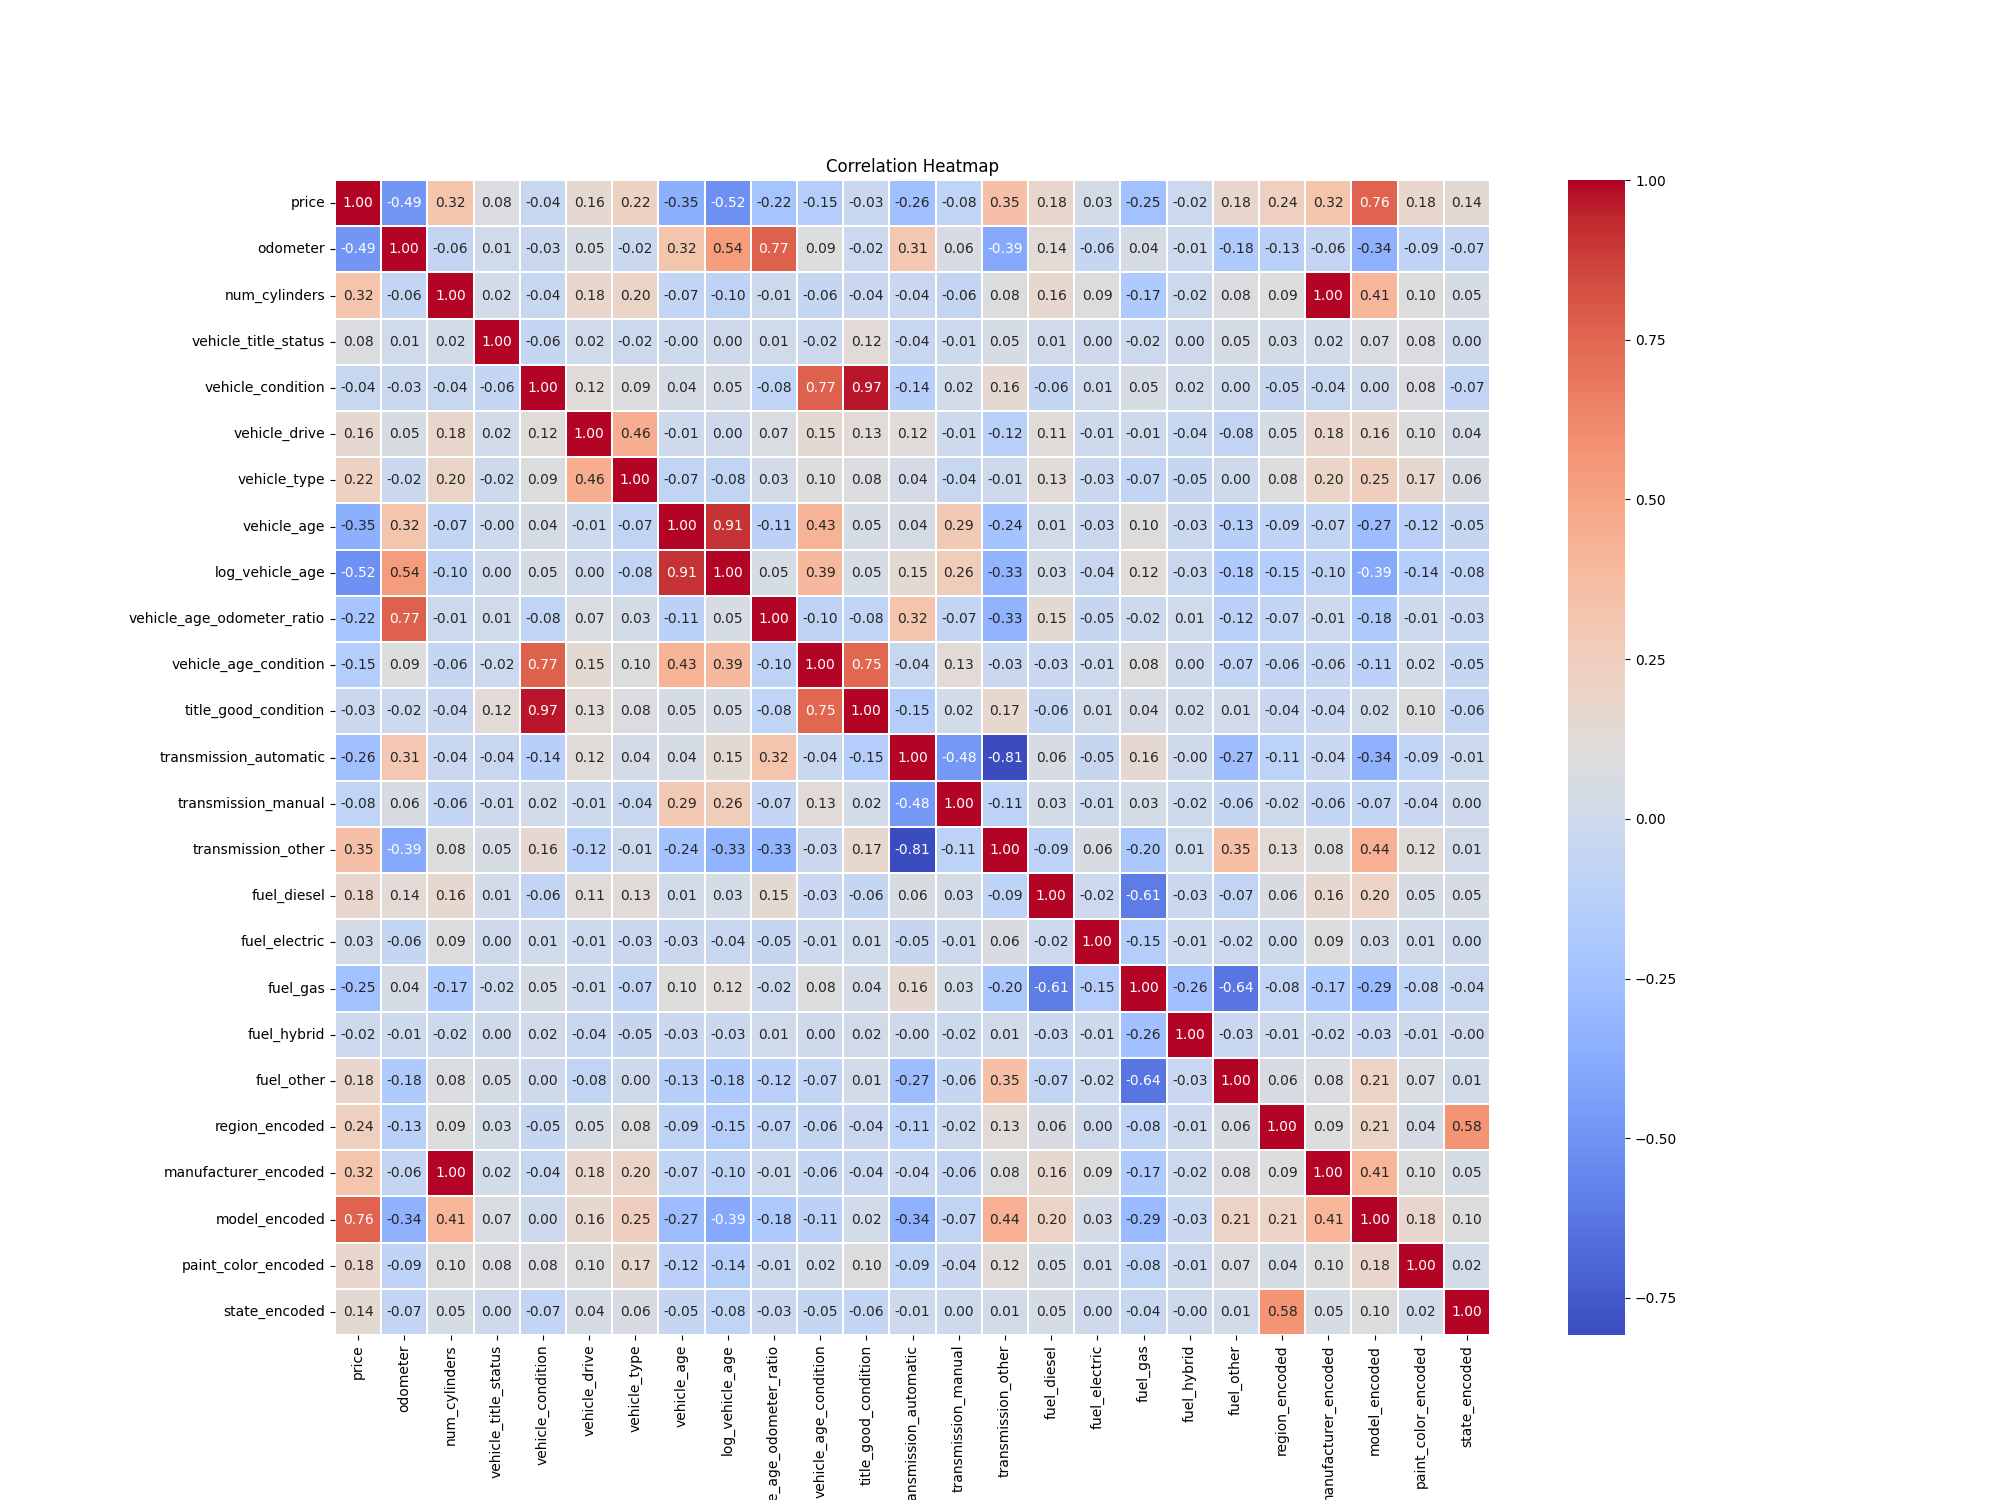 Correlation Heatmap
price 1.00 -0.49 0.32 0.08 -0.04 0.16 0.22 -0.35 -0.52 -0.22 -0.15 -0.03 -0.26 -0.08 0.35 0.18 0.03 -0.25 -0.02 0.18 0.24 0.32 0.76 0.18 0.14
odometer -0.49 1.00 -0.06 0.01 -0.03 0.05 -0.02 0.32 0.54 0.77 0.09 -0.02 0.31 0.06 -0.39 0.14 -0.06 0.04 -0.01 -0.18 -0.13 -0.06 -0.34 -0.09 -0.07
num_cylinders 0.32 -0.06 1.00 0.02 -0.04 0.18 0.20 -0.07 -0.10 -0.01 -0.06 -0.04 -0.04 -0.06 0.08 0.16 0.09 -0.17 -0.02 0.08 0.09 1.00 0.41 0.10 0.05
vehicle_title_status 0.08 0.01 0.02 1.00 -0.06 0.02 -0.02 -0.00 0.00 0.01 -0.02 0.12 -0.04 -0.01 0.05 0.01 0.00 -0.02 0.00 0.05 0.03 0.02 0.07 0.08 0.00
vehicle_condition -0.04 -0.03 -0.04 -0.06 1.00 0.12 0.09 0.04 0.05 -0.08 0.77 0.97 -0.14 0.02 0.16 -0.06 0.01 0.05 0.02 0.00 -0.05 -0.04 0.00 0.08 -0.07
vehicle_drive 0.16 0.05 0.18 0.02 0.12 1.00 0.46 -0.01 0.00 0.07 0.15 0.13 0.12 -0.01 -0.12 0.11 -0.01 -0.01 -0.04 -0.08 0.05 0.18 0.16 0.10 0.04
vehicle_type 0.22 -0.02 0.20 -0.02 0.09 0.46 1.00 -0.07 -0.08 0.03 0.10 0.08 0.04 -0.04 -0.01 0.13 -0.03 -0.07 -0.05 0.00 0.08 0.20 0.25 0.17 0.06
vehicle_age -0.35 0.32 -0.07 -0.00 0.04 -0.01 -0.07 1.00 0.91 -0.11 0.43 0.05 0.04 0.29 -0.24 0.01 -0.03 0.10 -0.03 -0.13 -0.09 -0.07 -0.27 -0.12 -0.05
log_vehicle_age -0.52 0.54 -0.10 0.00 0.05 0.00 -0.08 0.91 1.00 0.05 0.39 0.05 0.15 0.26 -0.33 0.03 -0.04 0.12 -0.03 -0.18 -0.15 -0.10 -0.39 -0.14 -0.08
vehicle_age_odometer_ratio -0.22 0.77 -0.01 0.01 -0.08 0.07 0.03 -0.11 0.05 1.00 -0.10 -0.08 0.32 -0.07 -0.33 0.15 -0.05 -0.02 0.01 -0.12 -0.07 -0.01 -0.18 -0.01 -0.03
vehicle_age_condition -0.15 0.09 -0.06 -0.02 0.77 0.15 0.10 0.43 0.39 -0.10 1.00 0.75 -0.04 0.13 -0.03 -0.03 -0.01 0.08 0.00 -0.07 -0.06 -0.06 -0.11 0.02 -0.05
title_good_condition -0.03 -0.02 -0.04 0.12 0.97 0.13 0.08 0.05 0.05 -0.08 0.75 1.00 -0.15 0.02 0.17 -0.06 0.01 0.04 0.02 0.01 -0.04 -0.04 0.02 0.10 -0.06
transmission_automatic -0.26 0.31 -0.04 -0.04 -0.14 0.12 0.04 0.04 0.15 0.32 -0.04 -0.15 1.00 -0.48 -0.81 0.06 -0.05 0.16 -0.00 -0.27 -0.11 -0.04 -0.34 -0.09 -0.01
transmission_manual -0.08 0.06 -0.06 -0.01 0.02 -0.01 -0.04 0.29 0.26 -0.07 0.13 0.02 -0.48 1.00 -0.11 0.03 -0.01 0.03 -0.02 -0.06 -0.02 -0.06 -0.07 -0.04 0.00
transmission_other 0.35 -0.39 0.08 0.05 0.16 -0.12 -0.01 -0.24 -0.33 -0.33 -0.03 0.17 -0.81 -0.11 1.00 -0.09 0.06 -0.20 0.01 0.35 0.13 0.08 0.44 0.12 0.01
fuel_diesel 0.18 0.14 0.16 0.01 -0.06 0.11 0.13 0.01 0.03 0.15 -0.03 -0.06 0.06 0.03 -0.09 1.00 -0.02 -0.61 -0.03 -0.07 0.06 0.16 0.20 0.05 0.05
fuel_electric 0.03 -0.06 0.09 0.00 0.01 -0.01 -0.03 -0.03 -0.04 -0.05 -0.01 0.01 -0.05 -0.01 0.06 -0.02 1.00 -0.15 -0.01 -0.02 0.00 0.09 0.03 0.01 0.00
fuel_gas -0.25 0.04 -0.17 -0.02 0.05 -0.01 -0.07 0.10 0.12 -0.02 0.08 0.04 0.16 0.03 -0.20 -0.61 -0.15 1.00 -0.26 -0.64 -0.08 -0.17 -0.29 -0.08 -0.04
fuel_hybrid -0.02 -0.01 -0.02 0.00 0.02 -0.04 -0.05 -0.03 -0.03 0.01 0.00 0.02 -0.00 -0.02 0.01 -0.03 -0.01 -0.26 1.00 -0.03 -0.01 -0.02 -0.03 -0.01 -0.00
fuel_other 0.18 -0.18 0.08 0.05 0.00 -0.08 0.00 -0.13 -0.18 -0.12 -0.07 0.01 -0.27 -0.06 0.35 -0.07 -0.02 -0.64 -0.03 1.00 0.06 0.08 0.21 0.07 0.01
region_encoded 0.24 -0.13 0.09 0.03 -0.05 0.05 0.08 -0.09 -0.15 -0.07 -0.06 -0.04 -0.11 -0.02 0.13 0.06 0.00 -0.08 -0.01 0.06 1.00 0.09 0.21 0.04 0.58
manufacturer_encoded 0.32 -0.06 1.00 0.02 -0.04 0.18 0.20 -0.07 -0.10 -0.01 -0.06 -0.04 -0.04 -0.06 0.08 0.16 0.09 -0.17 -0.02 0.08 0.09 1.00 0.41 0.10 0.05
model_encoded 0.76 -0.34 0.41 0.07 0.00 0.16 0.25 -0.27 -0.39 -0.18 -0.11 0.02 -0.34 -0.07 0.44 0.20 0.03 -0.29 -0.03 0.21 0.21 0.41 1.00 0.18 0.10
paint_color_encoded 0.18 -0.09 0.10 0.08 0.08 0.10 0.17 -0.12 -0.14 -0.01 0.02 0.10 -0.09 -0.04 0.12 0.05 0.01 -0.08 -0.01 0.07 0.04 0.10 0.18 1.00 0.02
state_encoded 0.14 -0.07 0.05 0.00 -0.07 0.04 0.06 -0.05 -0.08 -0.03 -0.05 -0.06 -0.01 0.00 0.01 0.05 0.00 -0.04 -0.00 0.01 0.58 0.05 0.10 0.02 1.00
price
odometer
num_cylinders
vehicle_title_status
vehicle_condition
vehicle_drive
vehicle_type
vehicle_age
log_vehicle_age
e_age_odometer_ratio
vehicle_age_condition
title_good_condition
ansmission_automatic
transmission_manual
transmission_other
fuel_diesel
fuel_electric
fuel_gas
fuel_hybrid
fuel_other
region_encoded
anufacturer_encoded
model_encoded
paint_color_encoded
state_encoded
1.00
0.75
0.50
0.25
0.00
−0.25
−0.50
−0.75